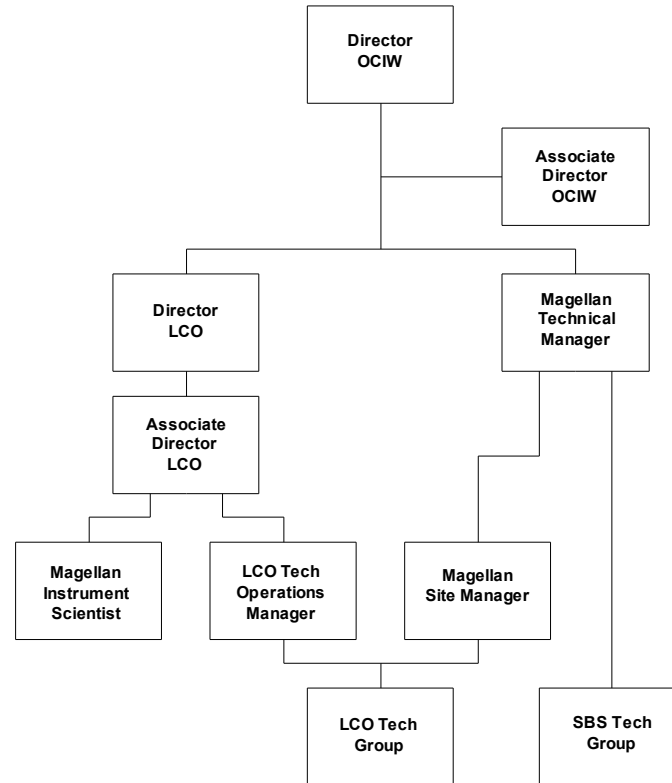 Director
OCIW
Associate
Director
OCIW
Director
LCO
Magellan
Technical
Manager
Associate
Director
LCO
Magellan
Instrument
Scientist
LCO Tech
Operations
Manager
Magellan
Site Manager
LCO Tech
Group
SBS Tech
Group